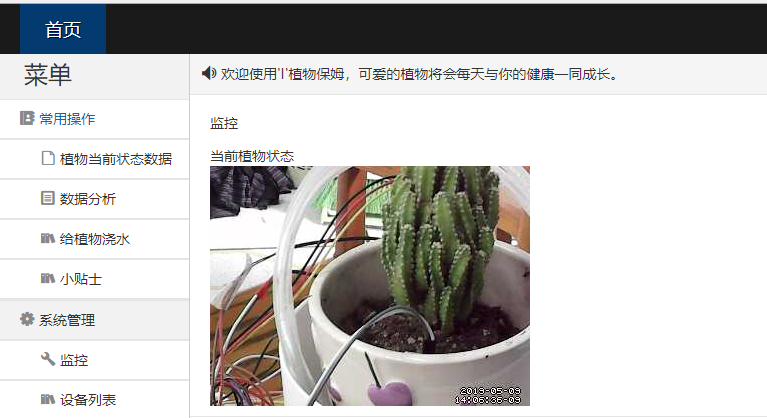 首页
菜单
常用操作
植物当前状态数据
数据分析
给植物浇水
小贴士
系统管理
监控
设备列表
欢迎使用'I'植物保姆，可爱的植物将会每天与你的健康一同成长。
监控
当前植物状态
2019-05-09
14:06:36-09